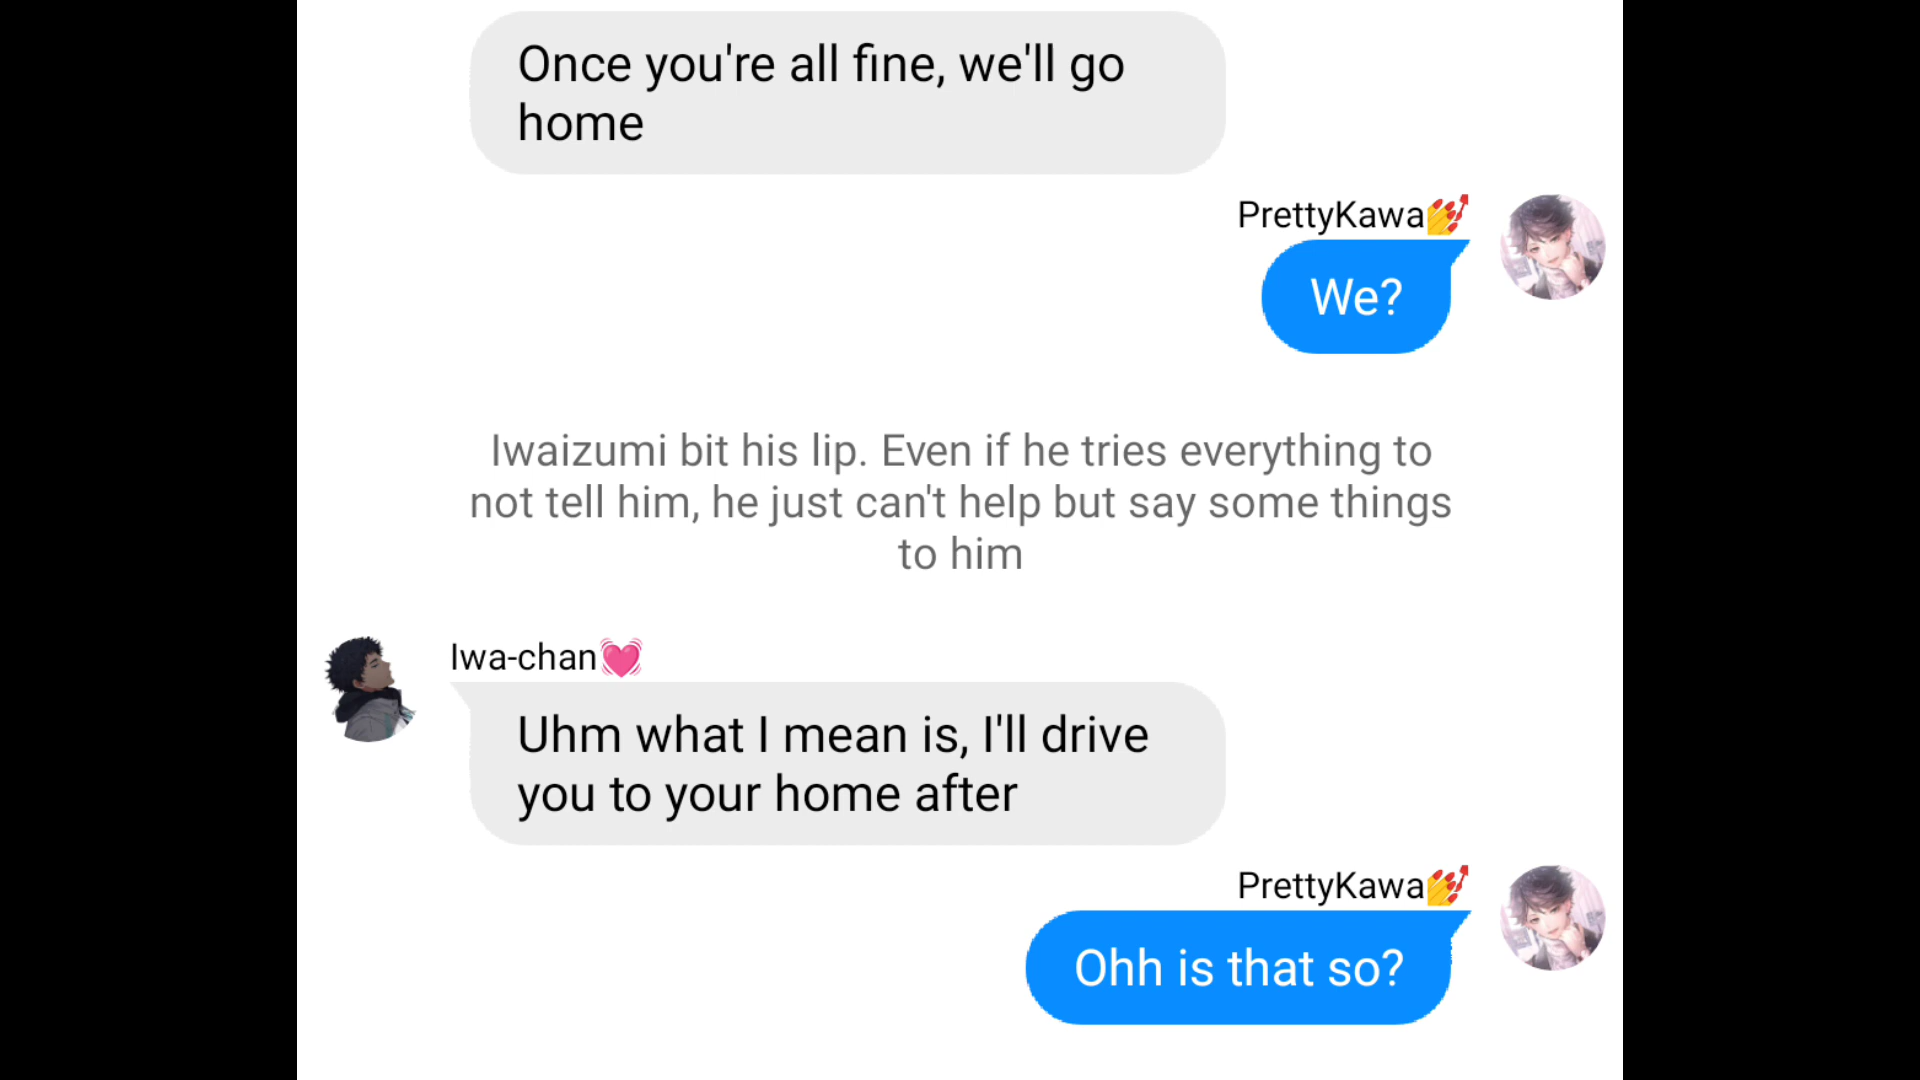 Once you're all fine, we'll go
home
PrettyKawa💅
We?
Iwaizumi bit his lip. Even if he tries everything to
not tell him, he just can't help but say some things
to him
Iwa-chan💓
Uhm what I mean is, I'll drive
you to your home after
PrettyKawa💅
Ohh is that so?